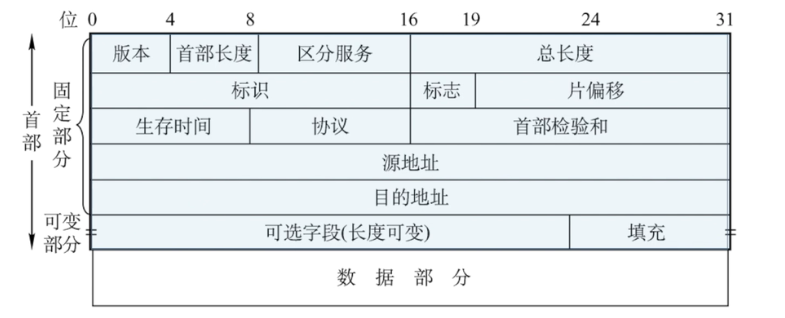 位 0 4 8 16 19 24 31
版本 首部长度 区分服务 总长度
标识 标志 片偏移
生存时间 协议 首部检验和
源地址
目的地址
可选字段(长度可变) 填充
数据部分
首部
固定部分
可变部分